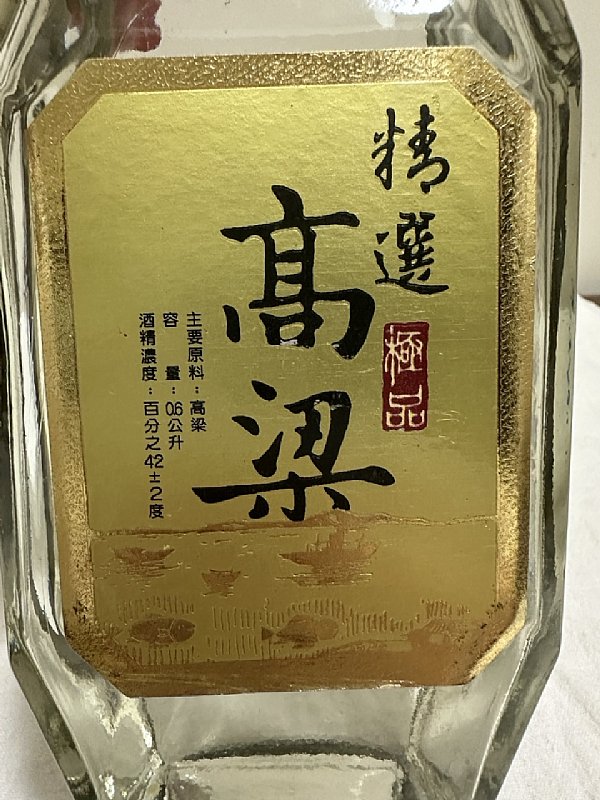 精選
極品
高粱
主要原料：高粱
容　量：0.6公升
酒精濃度：百分之42±2度